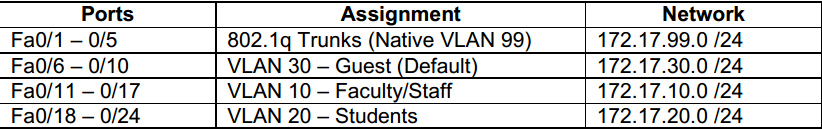 Ports Assignment Network
Fa0/1 – 0/5 802.1q Trunks (Native VLAN 99) 172.17.99.0 /24
Fa0/6 – 0/10 VLAN 30 – Guest (Default) 172.17.30.0 /24
Fa0/11 – 0/17 VLAN 10 – Faculty/Staff 172.17.10.0 /24
Fa0/18 – 0/24 VLAN 20 – Students 172.17.20.0 /24